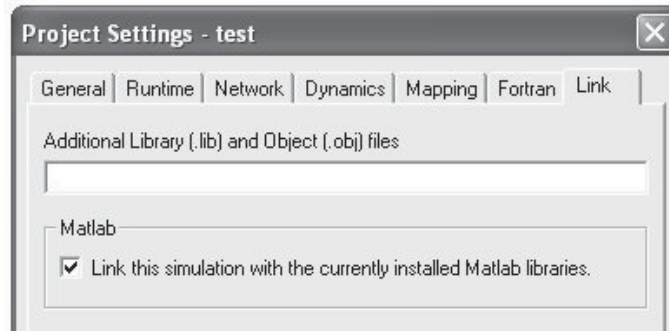 Project Settings - test
General Runtime Network Dynamics Mapping Fortran Link
Additional Library (.lib) and Object (.obj) files
Matlab
Link this simulation with the currently installed Matlab libraries.